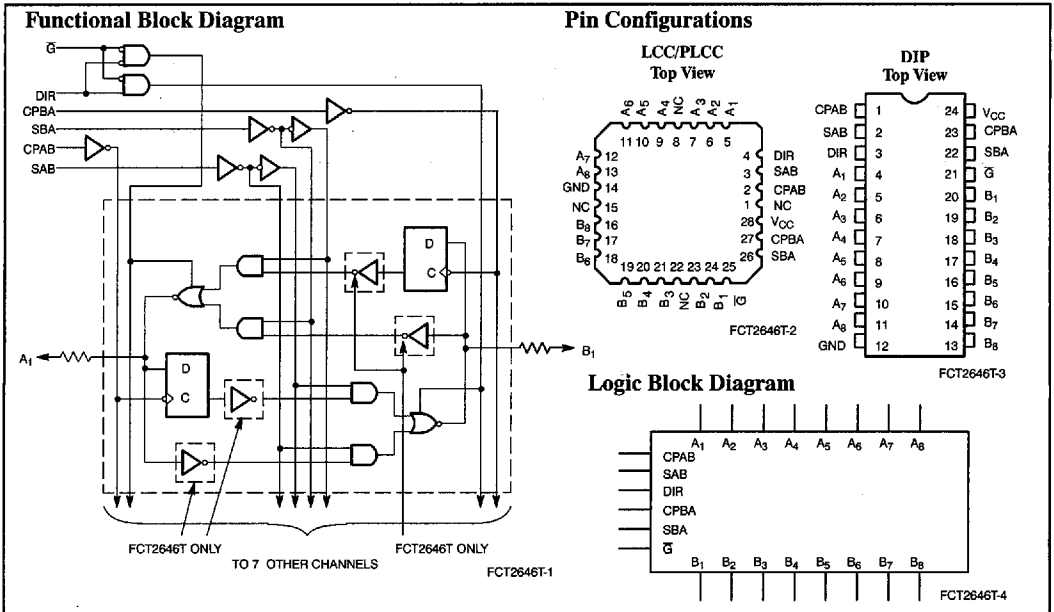 Functional Block Diagram
G̅
DIR
CPBA
SBA
CPAB
SAB
D
C
A₁
B₁
D
C
FCT2646T ONLY
FCT2646T ONLY
TO 7 OTHER CHANNELS
FCT2646T-1
Pin Configurations
LCC/PLCC
Top View
A₆ A₅ A₄ NC A₃ A₂ A₁
11 10 9 8 7 6 5
A₇ 12
A₈ 13
GND 14
NC 15
B₈ 16
B₇ 17
B₆ 18
4 DIR
3 SAB
2 CPAB
1 NC
28 VCC
27 CPBA
26 SBA
19 20 21 22 23 24 25
B₅ B₄ B₃ NC B₂ B₁ G̅
FCT2646T-2
DIP
Top View
CPAB 1 24 VCC
SAB 2 23 CPBA
DIR 3 22 SBA
A₁ 4 21 G̅
A₂ 5 20 B₁
A₃ 6 19 B₂
A₄ 7 18 B₃
A₅ 8 17 B₄
A₆ 9 16 B₅
A₇ 10 15 B₆
A₈ 11 14 B₇
GND 12 13 B₈
FCT2646T-3
Logic Block Diagram
A₁ A₂ A₃ A₄ A₅ A₆ A₇ A₈
CPAB
SAB
DIR
CPBA
SBA
G̅
B₁ B₂ B₃ B₄ B₅ B₆ B₇ B₈
FCT2646T-4